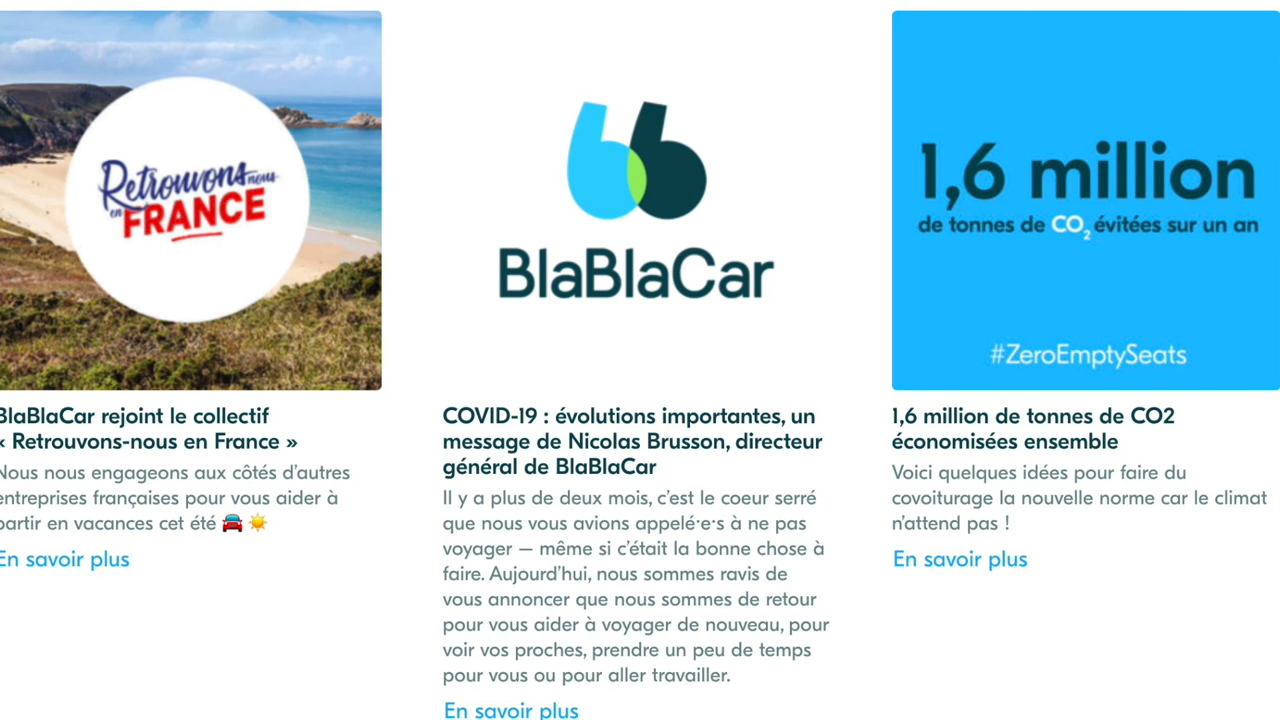 Retrouvons nous
en FRANCE
BlaBlaCar rejoint le collectif
« Retrouvons-nous en France »
Nous nous engageons aux côtés d'autres
entreprises françaises pour vous aider à
partir en vacances cet été 🚘 ☀️
En savoir plus
BlaBlaCar
COVID-19 : évolutions importantes, un
message de Nicolas Brusson, directeur
général de BlaBlaCar
Il y a plus de deux mois, c'est le coeur serré
que nous vous avions appelé·e·s à ne pas
voyager — même si c'était la bonne chose à
faire. Aujourd'hui, nous sommes ravis de
vous annoncer que nous sommes de retour
pour vous aider à voyager de nouveau, pour
voir vos proches, prendre un peu de temps
pour vous ou pour aller travailler.
En savoir plus
1,6 million
de tonnes de CO₂ évitées sur un an
#ZeroEmptySeats
1,6 million de tonnes de CO2
économisées ensemble
Voici quelques idées pour faire du
covoiturage la nouvelle norme car le climat
n'attend pas !
En savoir plus